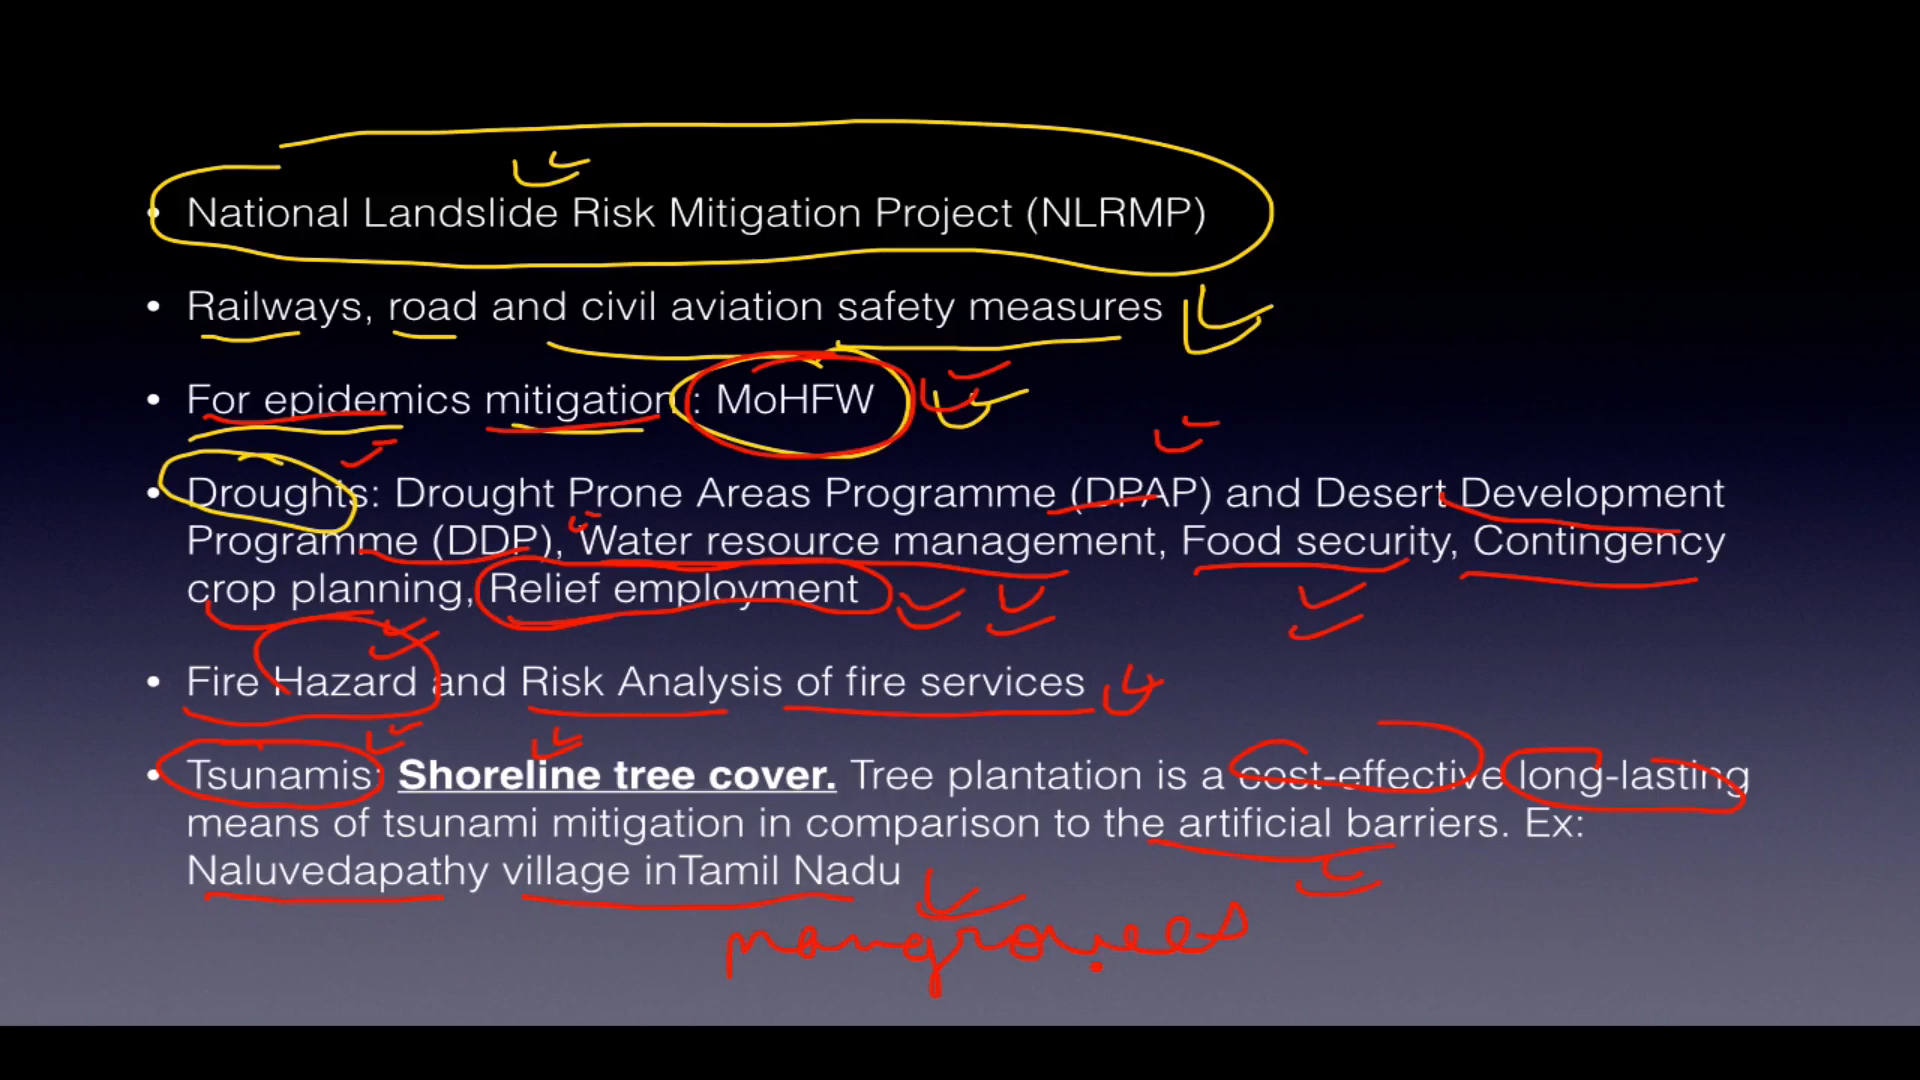 • National Landslide Risk Mitigation Project (NLRMP)
• Railways, road and civil aviation safety measures
• For epidemics mitigation : MoHFW
• Droughts: Drought Prone Areas Programme (DPAP) and Desert Development
Programme (DDP), Water resource management, Food security, Contingency
crop planning, Relief employment
• Fire Hazard and Risk Analysis of fire services
• Tsunamis: Shoreline tree cover. Tree plantation is a cost-effective long-lasting
means of tsunami mitigation in comparison to the artificial barriers. Ex:
Naluvedapathy village inTamil Nadu
mangroves